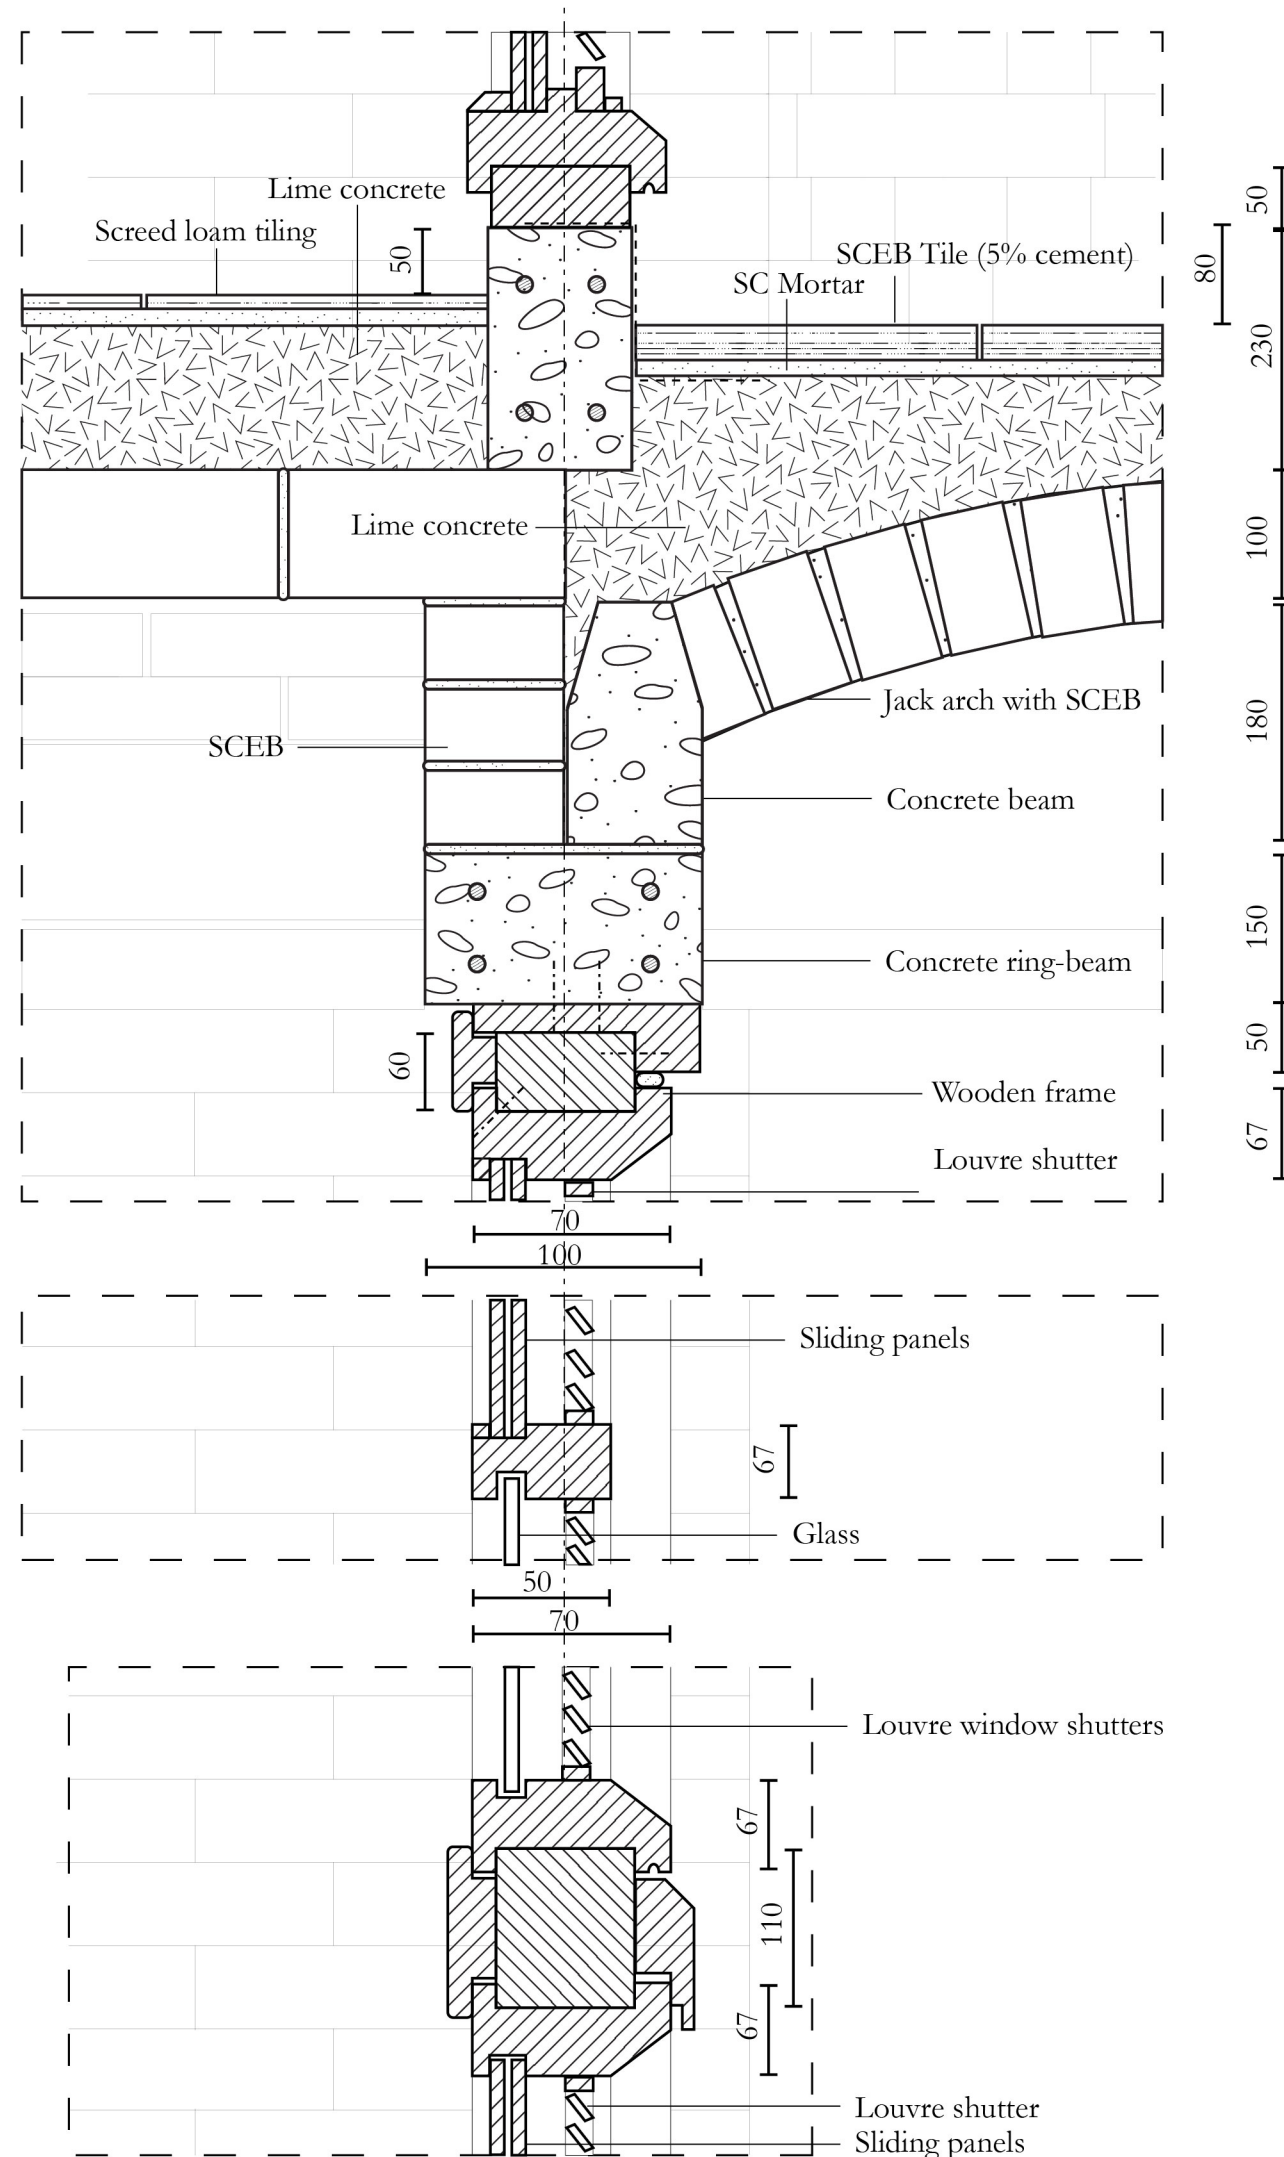 Lime concrete
50
Screed loam tiling
50
SCEB Tile (5% cement)
80
SC Mortar
230
Lime concrete
100
Jack arch with SCEB
180
SCEB
Concrete beam
150
Concrete ring-beam
50
60
Wooden frame
67
Louvre shutter
70
100
Sliding panels
67
Glass
50
70
Louvre window shutters
67
110
67
Louvre shutter
Sliding panels